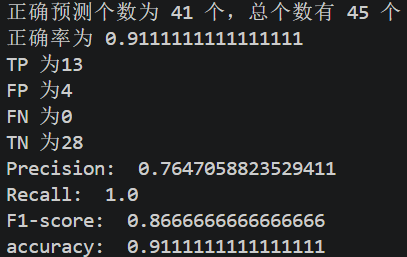 正确预测个数为 41 个，总个数有 45 个
正确率为 0.9111111111111111
TP 为13
FP 为4
FN 为0
TN 为28
Precision:  0.7647058823529411
Recall:  1.0
F1-score:  0.8666666666666666
accuracy:  0.9111111111111111